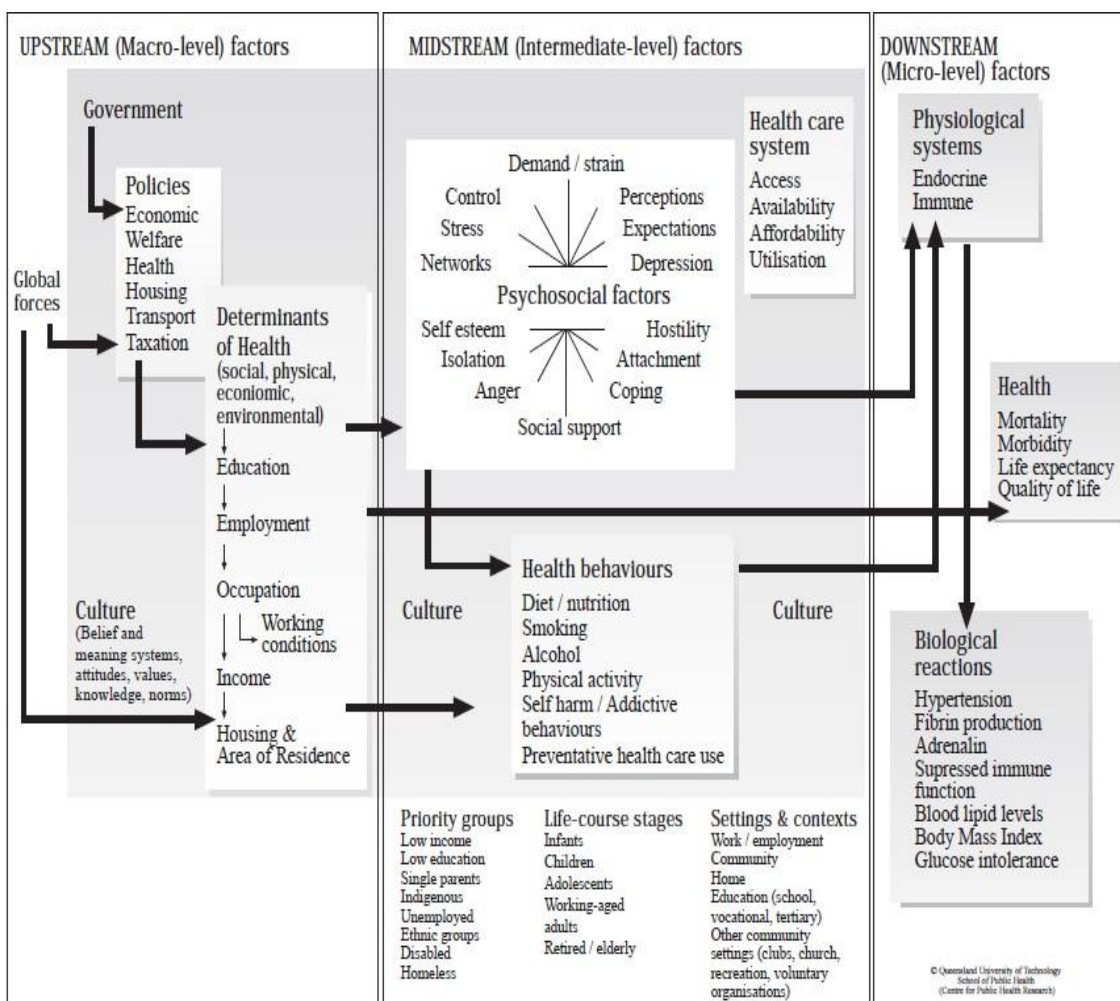 UPSTREAM (Macro-level) factors
Government
Policies
Economic
Welfare
Health
Housing
Transport
Taxation
Global
forces
Determinants
of Health
(social, physical,
economic,
environmental)
Education
Employment
Occupation
Working
conditions
Income
Housing &
Area of Residence
Culture
(Belief and
meaning systems,
attitudes, values,
knowledge, norms)
MIDSTREAM (Intermediate-level) factors
Demand / strain
Control
Perceptions
Stress
Expectations
Networks
Depression
Psychosocial factors
Self esteem
Hostility
Isolation
Attachment
Anger
Coping
Social support
Health care
system
Access
Availability
Affordability
Utilisation
Culture
Health behaviours
Diet / nutrition
Smoking
Alcohol
Physical activity
Self harm / Addictive
behaviours
Preventative health care use
Culture
Priority groups
Low income
Low education
Single parents
Indigenous
Unemployed
Ethnic groups
Disabled
Homeless
Life-course stages
Infants
Children
Adolescents
Working-aged
adults
Retired / elderly
Settings & contexts
Work / employment
Community
Home
Education (school,
vocational, tertiary)
Other community
settings (clubs, church,
recreation, voluntary
organisations)
DOWNSTREAM
(Micro-level) factors
Physiological
systems
Endocrine
Immune
Health
Mortality
Morbidity
Life expectancy
Quality of life
Biological
reactions
Hypertension
Fibrin production
Adrenalin
Supressed immune
function
Blood lipid levels
Body Mass Index
Glucose intolerance
© Queensland University of Technology
School of Public Health
(Centre for Public Health Research)